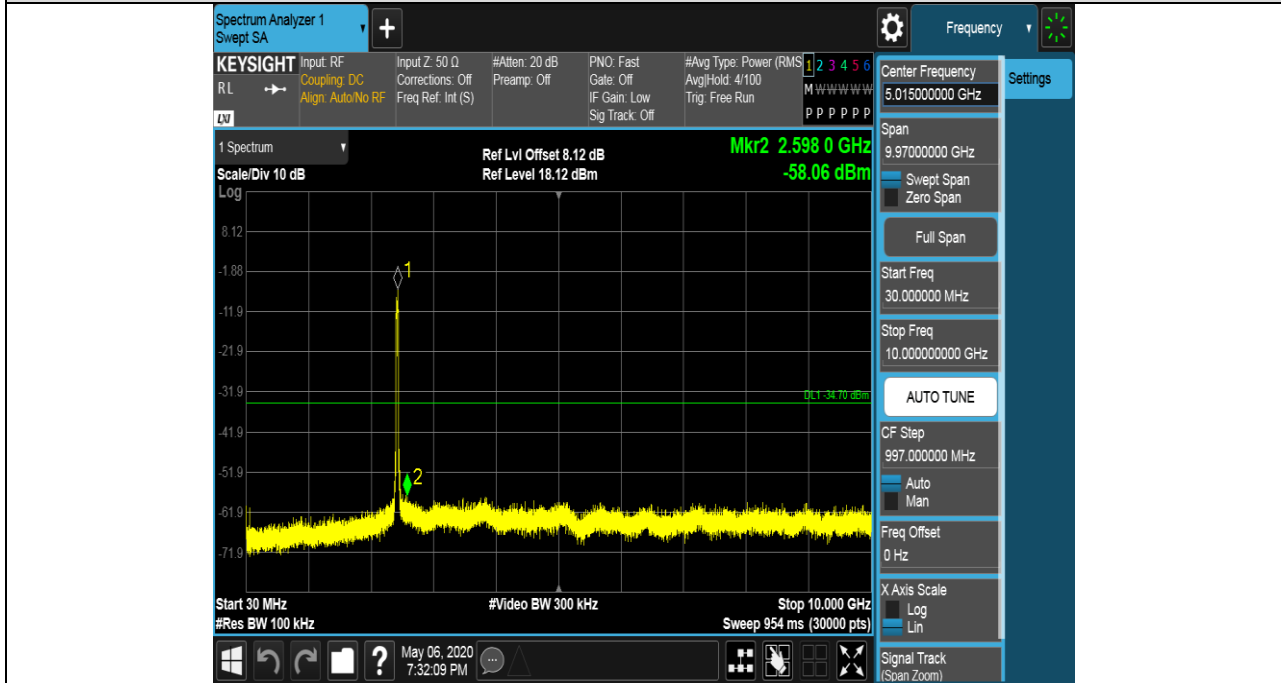 Spectrum Analyzer 1
Swept SA
+
Frequency
KEYSIGHT
RL
LXI
Input: RF
Coupling: DC
Align: Auto/No RF
Input Z: 50 Ω
Corrections: Off
Freq Ref: Int (S)
#Atten: 20 dB
Preamp: Off
PNO: Fast
Gate: Off
IF Gain: Low
Sig Track: Off
#Avg Type: Power (RMS
Avg|Hold: 4/100
Trig: Free Run
1 2 3 4 5 6
M W W W W W
P P P P P P
1 Spectrum
Scale/Div 10 dB
Ref Lvl Offset 8.12 dB
Ref Level 18.12 dBm
Mkr2 2.598 0 GHz
-58.06 dBm
Log
8.12
-1.88
-11.9
-21.9
-31.9
-41.9
-51.9
-61.9
-71.9
1
2
DL1 -34.70 dBm
Start 30 MHz
#Res BW 100 kHz
#Video BW 300 kHz
Stop 10.000 GHz
Sweep 954 ms (30000 pts)
?
May 06, 2020
7:32:09 PM
Center Frequency
5.015000000 GHz
Span
9.97000000 GHz
Swept Span
Zero Span
Full Span
Start Freq
30.000000 MHz
Stop Freq
10.000000000 GHz
AUTO TUNE
CF Step
997.000000 MHz
Auto
Man
Freq Offset
0 Hz
X Axis Scale
Log
Lin
Signal Track
(Span Zoom)
Settings